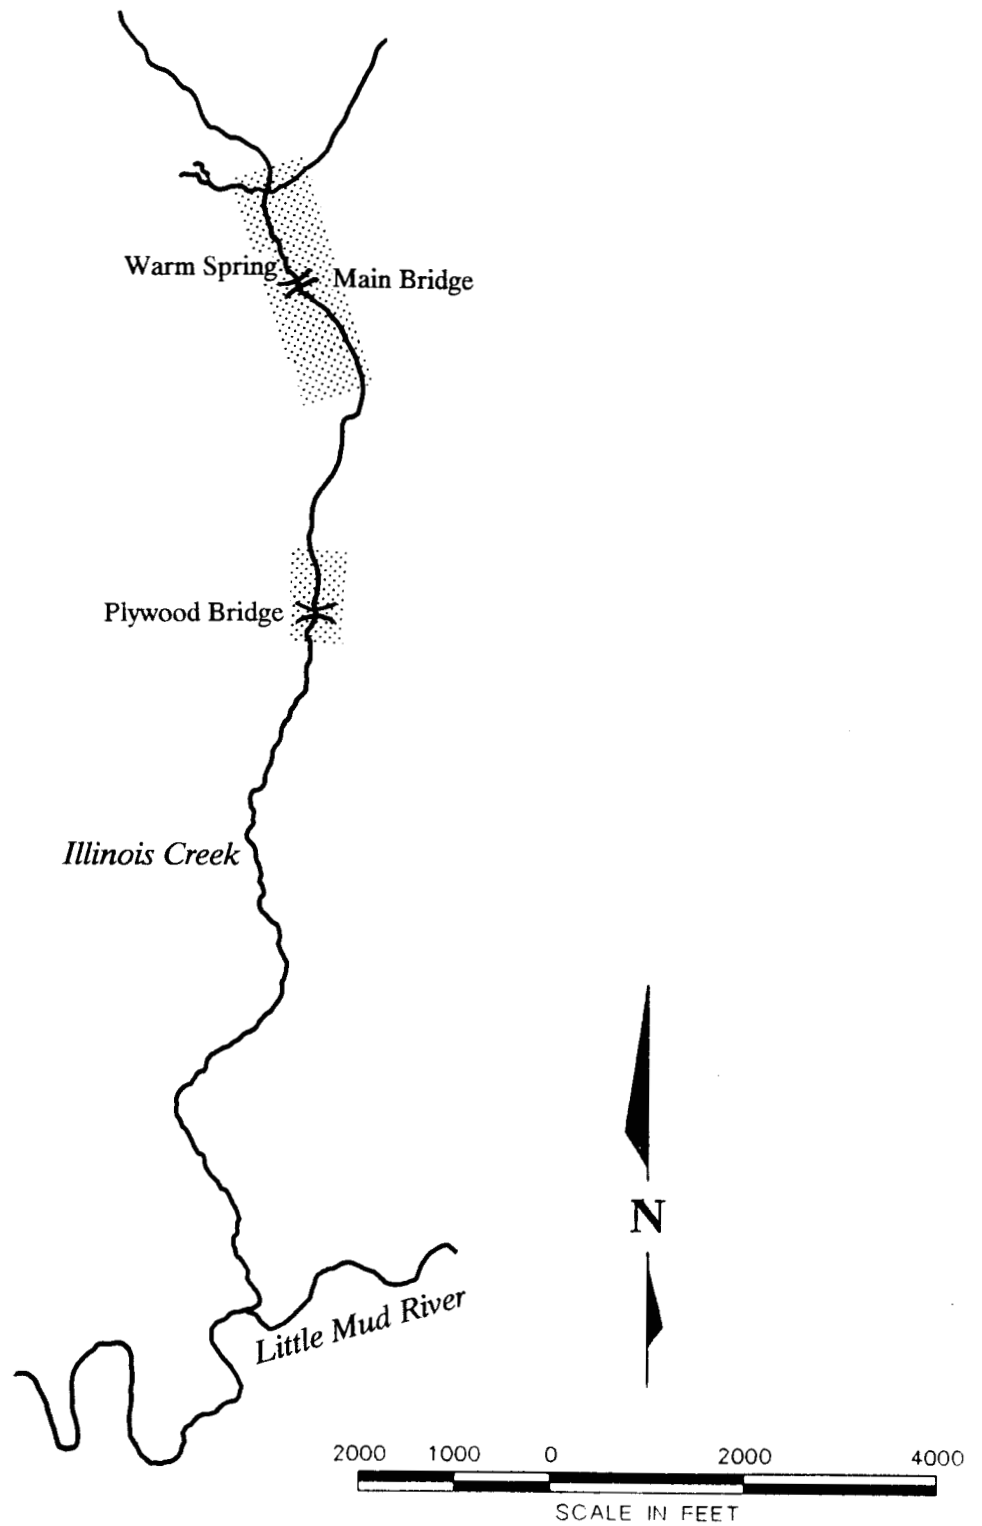 Warm Spring
Main Bridge
Plywood Bridge
Illinois Creek
N
Little Mud River
2000 1000 0 2000 4000
SCALE IN FEET